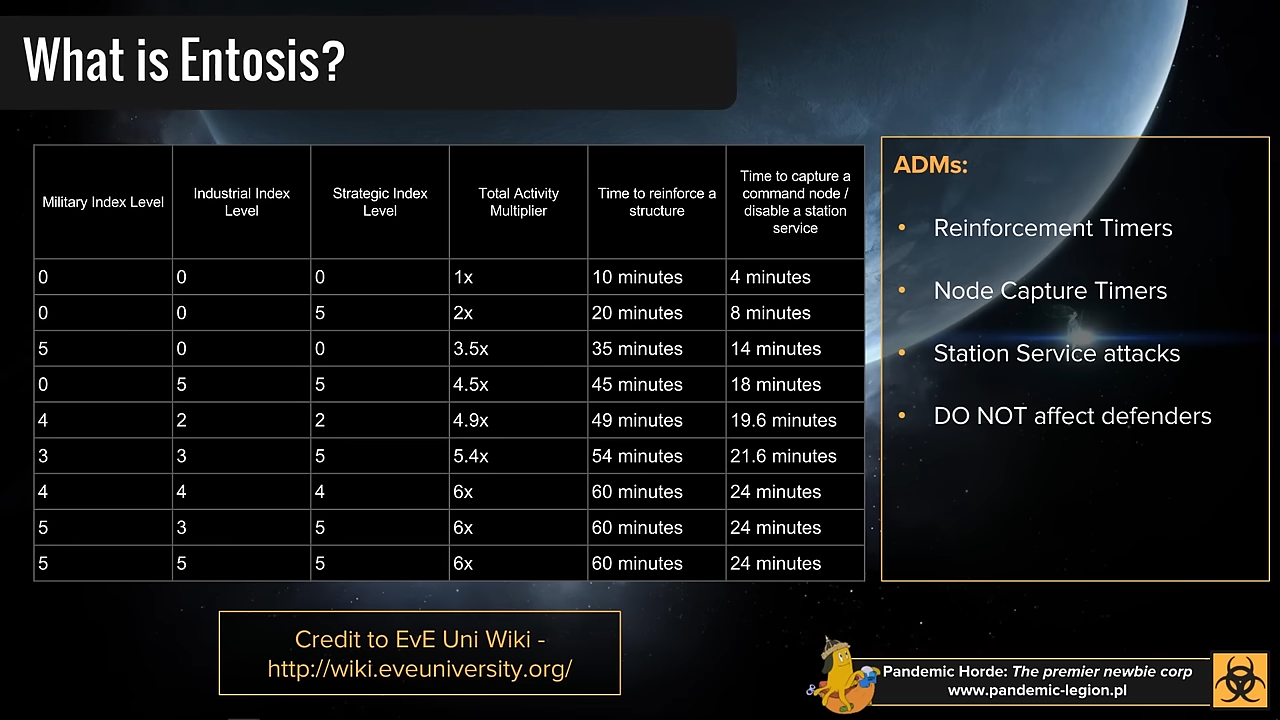 What is Entosis?
Military Index Level
Industrial Index
Level
Strategic Index
Level
Total Activity
Multiplier
Time to reinforce a
structure
Time to capture a
command node /
disable a station
service
0 0 0 1x 10 minutes 4 minutes
0 0 5 2x 20 minutes 8 minutes
5 0 0 3.5x 35 minutes 14 minutes
0 5 5 4.5x 45 minutes 18 minutes
4 2 2 4.9x 49 minutes 19.6 minutes
3 3 5 5.4x 54 minutes 21.6 minutes
4 4 4 6x 60 minutes 24 minutes
5 3 5 6x 60 minutes 24 minutes
5 5 5 6x 60 minutes 24 minutes
ADMs:
• Reinforcement Timers
• Node Capture Timers
• Station Service attacks
• DO NOT affect defenders
Credit to EvE Uni Wiki -
http://wiki.eveuniversity.org/
Pandemic Horde: The premier newbie corp
www.pandemic-legion.pl